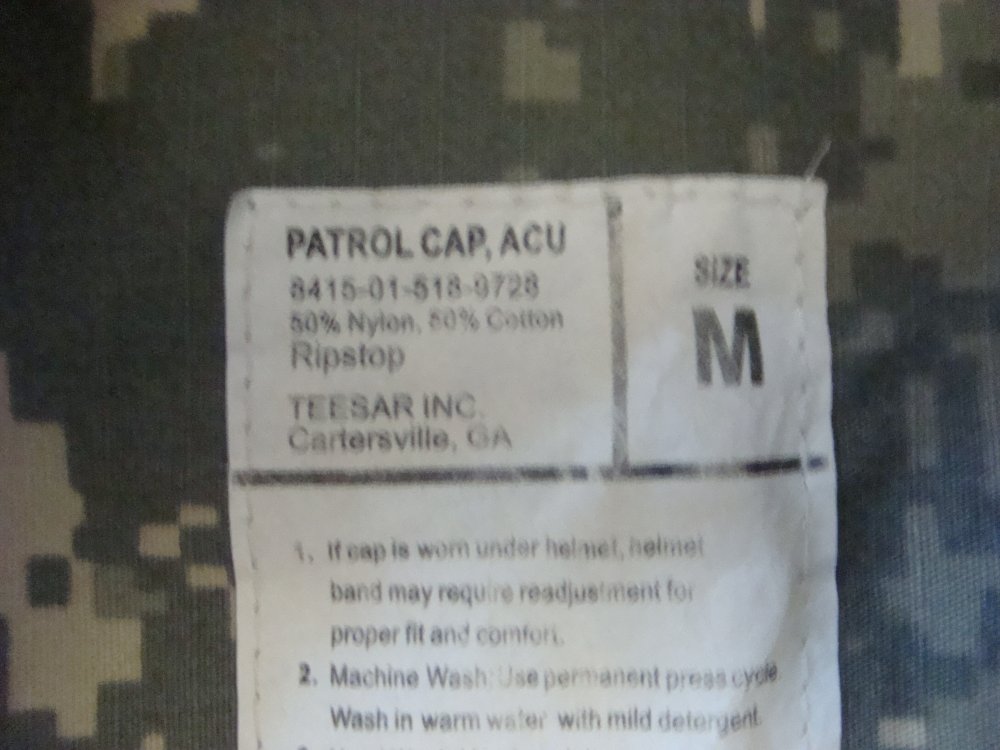 PATROL CAP, ACU
8415-01-518-9728
50% Nylon, 50% Cotton
Ripstop
TEESAR INC.
Cartersville, GA
SIZE
M
1. If cap is worn under helmet, helmet
band may require readjustment for
proper fit and comfort.
2. Machine Wash: Use permanent press cycle.
Wash in warm water with mild detergent.